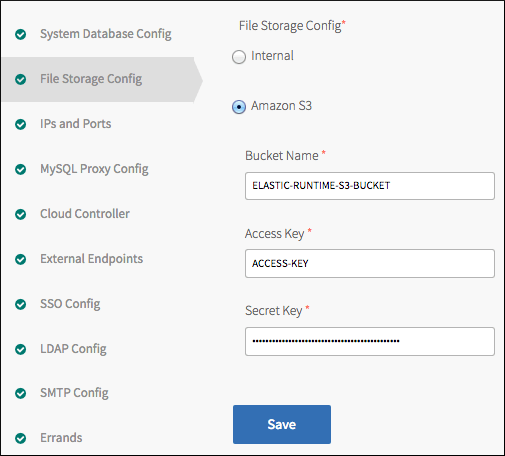 System Database Config
File Storage Config
IPs and Ports
MySQL Proxy Config
Cloud Controller
External Endpoints
SSO Config
LDAP Config
SMTP Config
Errands
File Storage Config*
Internal
Amazon S3
Bucket Name *
ELASTIC-RUNTIME-S3-BUCKET
Access Key *
ACCESS-KEY
Secret Key *
••••••••••••••••••••••••••••••••••••••••••••
Save